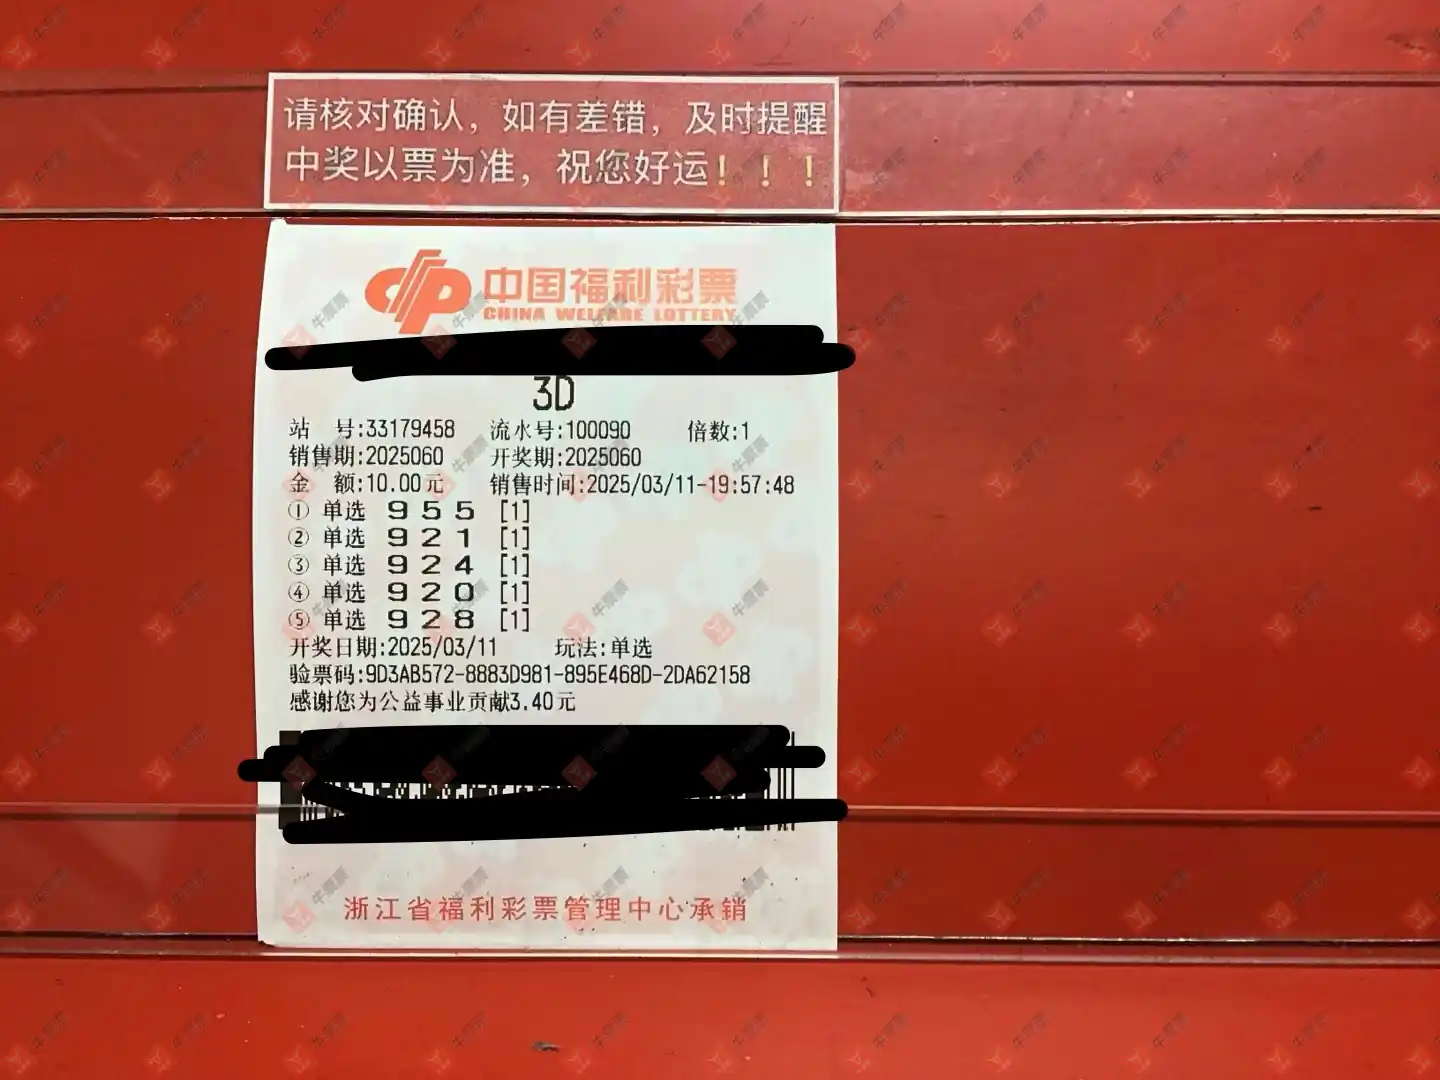 请核对确认，如有差错，及时提醒
中奖以票为准，祝您好运！！！
中国福利彩票
CHINA WELFARE LOTTERY
3D
站 号:33179458 流水号:100090 倍数:1
销售期:2025060 开奖期:2025060
金 额:10.00元 销售时间:2025/03/11-19:57:48
① 单选 9 5 5 [1]
② 单选 9 2 1 [1]
③ 单选 9 2 4 [1]
④ 单选 9 2 0 [1]
⑤ 单选 9 2 8 [1]
开奖日期:2025/03/11 玩法:单选
验票码:9D3AB572-8883D981-895E468D-2DA62158
感谢您为公益事业贡献3.40元
浙江省福利彩票管理中心承销